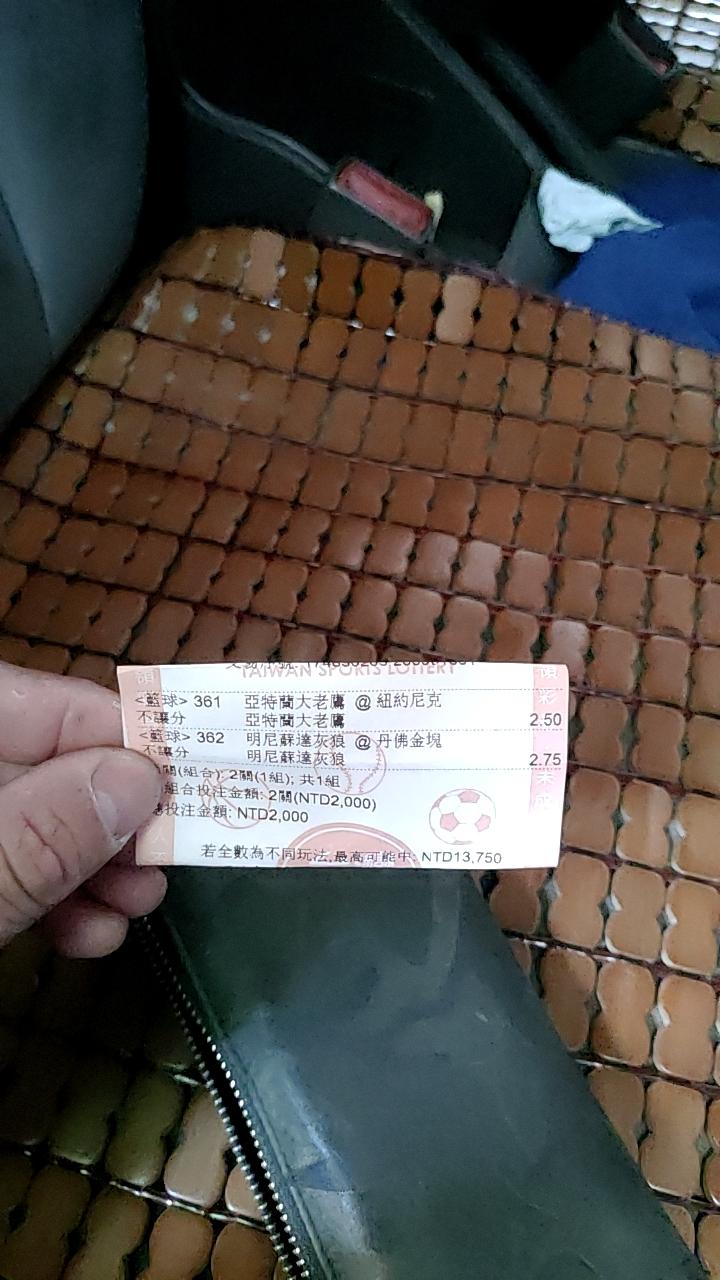 TAIWAN SPORTS LOTTERY
<籃球> 361 亞特蘭大老鷹 @ 紐約尼克
不讓分 亞特蘭大老鷹 2.50
<籃球> 362 明尼蘇達灰狼 @ 丹佛金塊
不讓分 明尼蘇達灰狼 2.75
關(組合): 2關(1組); 共1組
組合投注金額: 2關(NTD2,000)
總投注金額: NTD2,000
若全數為不同玩法,最高可能中: NTD13,750